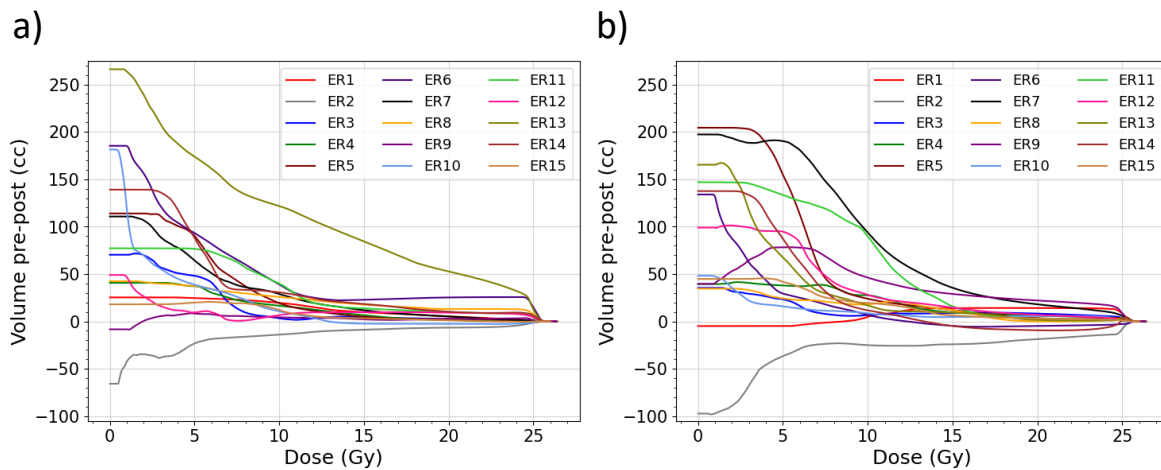 a)
Volume pre-post (cc)
250
200
150
100
50
0
−50
−100
0 5 10 15 20 25
Dose (Gy)
ER1 ER6 ER11
ER2 ER7 ER12
ER3 ER8 ER13
ER4 ER9 ER14
ER5 ER10 ER15
b)
Volume pre-post (cc)
250
200
150
100
50
0
−50
−100
0 5 10 15 20 25
Dose (Gy)
ER1 ER6 ER11
ER2 ER7 ER12
ER3 ER8 ER13
ER4 ER9 ER14
ER5 ER10 ER15